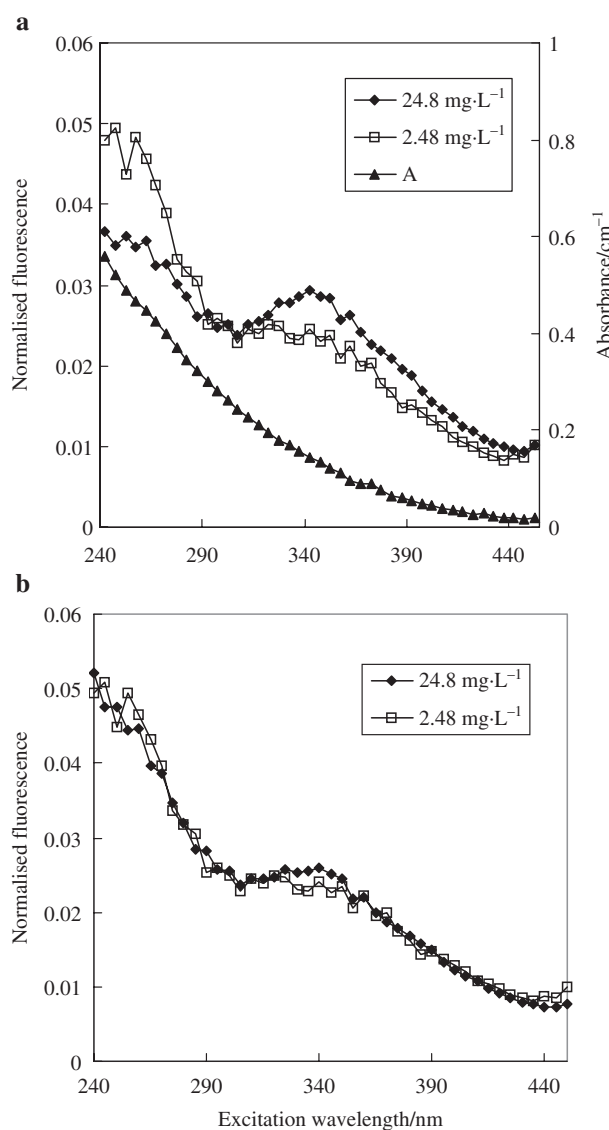 a
0.06
0.05
0.04
0.03
0.02
0.01
0
Normalised fluorescence
1
0.8
0.6
0.4
0.2
0
Absorbance/cm⁻¹
24.8 mg·L⁻¹
2.48 mg·L⁻¹
A
240 290 340 390 440
b
0.06
0.05
0.04
0.03
0.02
0.01
0
Normalised fluorescence
24.8 mg·L⁻¹
2.48 mg·L⁻¹
240 290 340 390 440
Excitation wavelength/nm